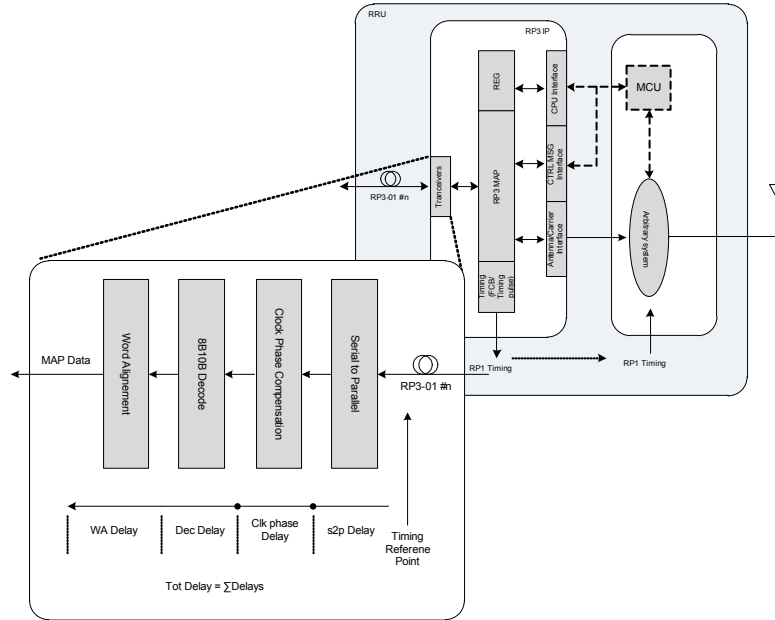 RRU
RP3 IP
REG
CPU Interface
MCU
Tranceivers
RP3-01 #n
RP3 MAP
CTRL MSG
Interface
Antenna/Carrier
Interface
Arbitrary system
Timing
(FCB/
Timing
pulse)
RP1 Timing
RP1 Timing
MAP Data
Word Alignment
8B10B Decode
Clock Phase Compensation
Serial to Parallel
RP3-01 #n
WA Delay
Dec Delay
Clk phase
Delay
s2p Delay
Timing
Referene
Point
Tot Delay = ∑Delays